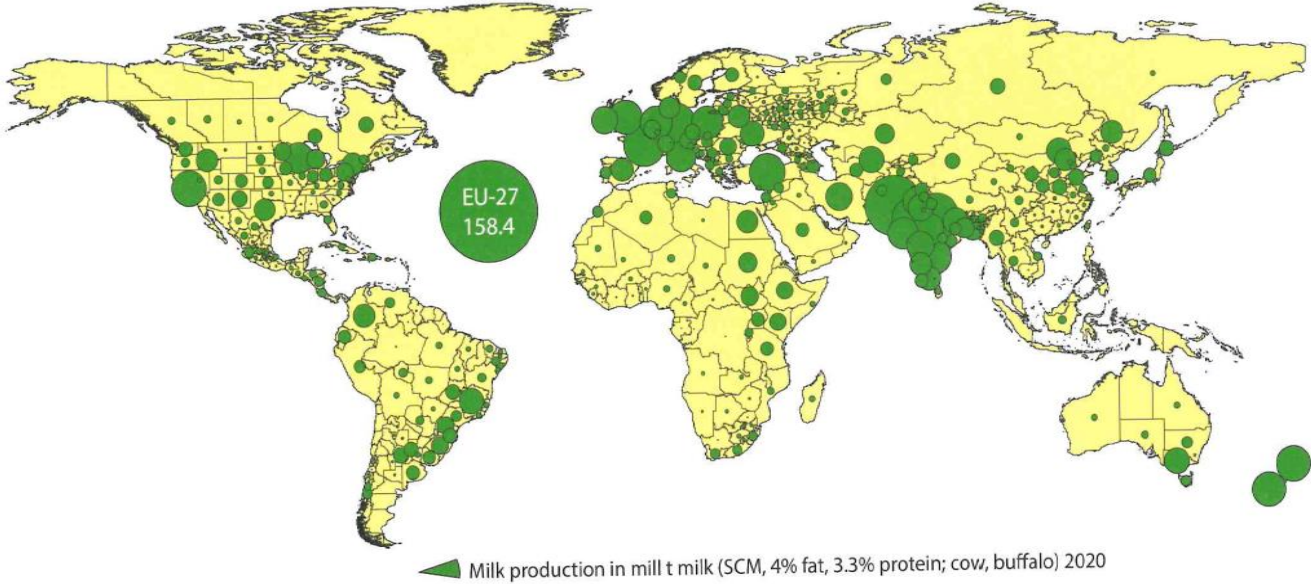 EU-27
158.4
Milk production in mill t milk (SCM, 4% fat, 3.3% protein; cow, buffalo) 2020